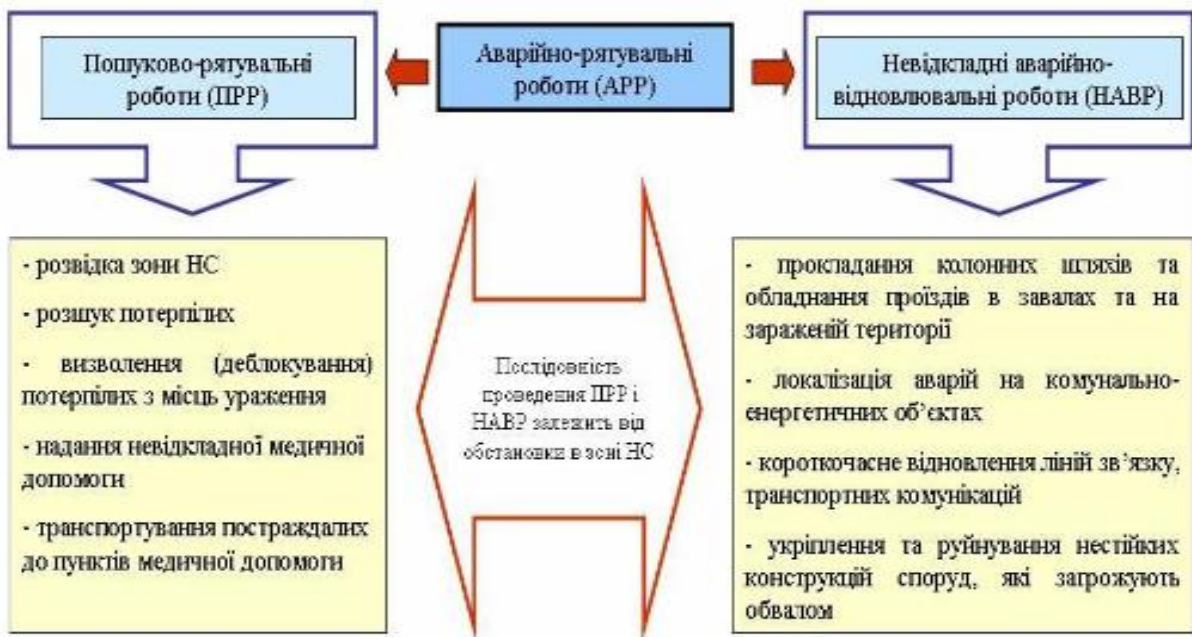 Пошуково-рятувальні
роботи (ПРР)
Аварійно-рятувальні
роботи (АРР)
Невідкладні аварійно-
відновлювальні роботи (НАВР)
- розвідка зони НС
- розшук потерпілих
- визволення (деблокування)
потерпілих з місць ураження
- надання невідкладної медичної
допомоги
- транспортування постраждалих
до пунктів медичної допомоги
Послідовність
проведення ПРР і
НАВР залежить від
обстановки в зоні НС
- прокладання колонних шляхів та
обладнання проїздів в завалах та на
зараженій території
- локалізація аварій на комунально-
енергетичних об’єктах
- короткочасне відновлення ліній зв’язку,
транспортних комунікацій
- укріплення та руйнування нестійких
конструкцій споруд, які загрожують
обвалом